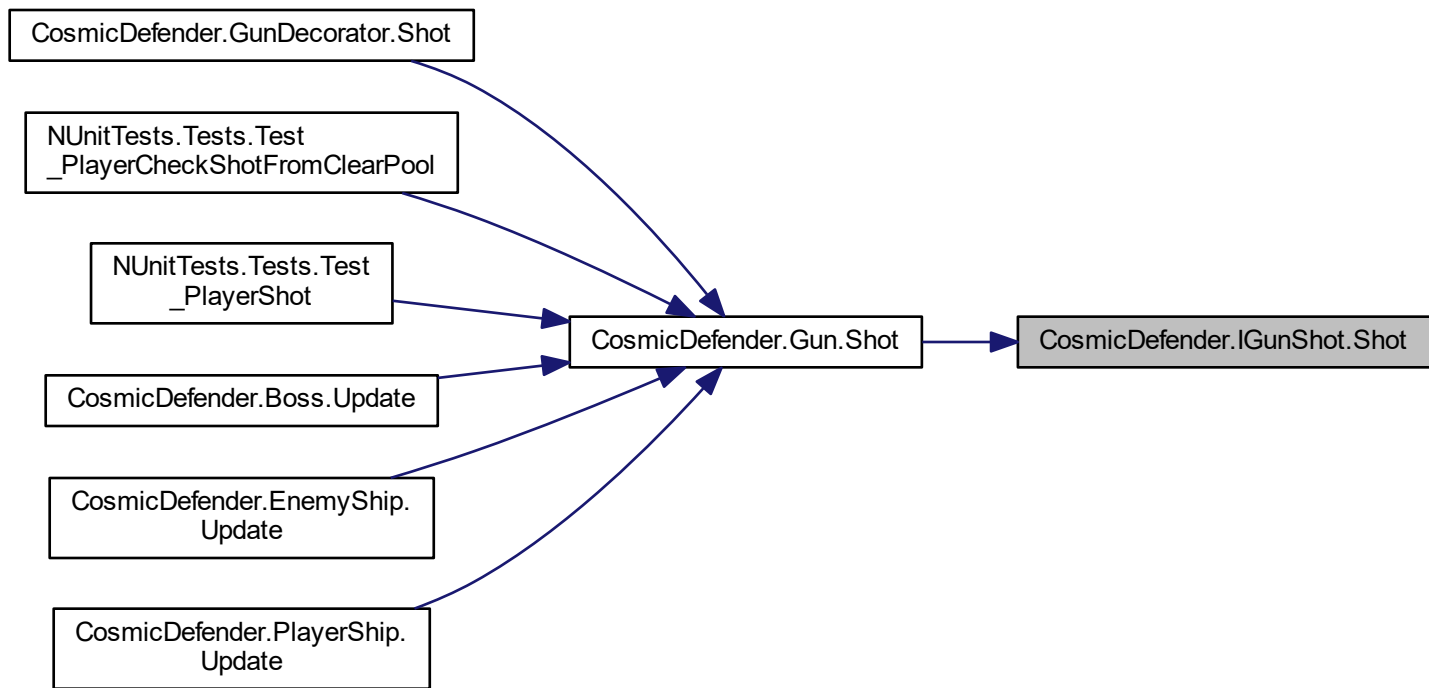 CosmicDefender.GunDecorator.Shot
NUnitTests.Tests.Test
_PlayerCheckShotFromClearPool
NUnitTests.Tests.Test
_PlayerShot
CosmicDefender.Gun.Shot
CosmicDefender.IGunShot.Shot
CosmicDefender.Boss.Update
CosmicDefender.EnemyShip.
Update
CosmicDefender.PlayerShip.
Update